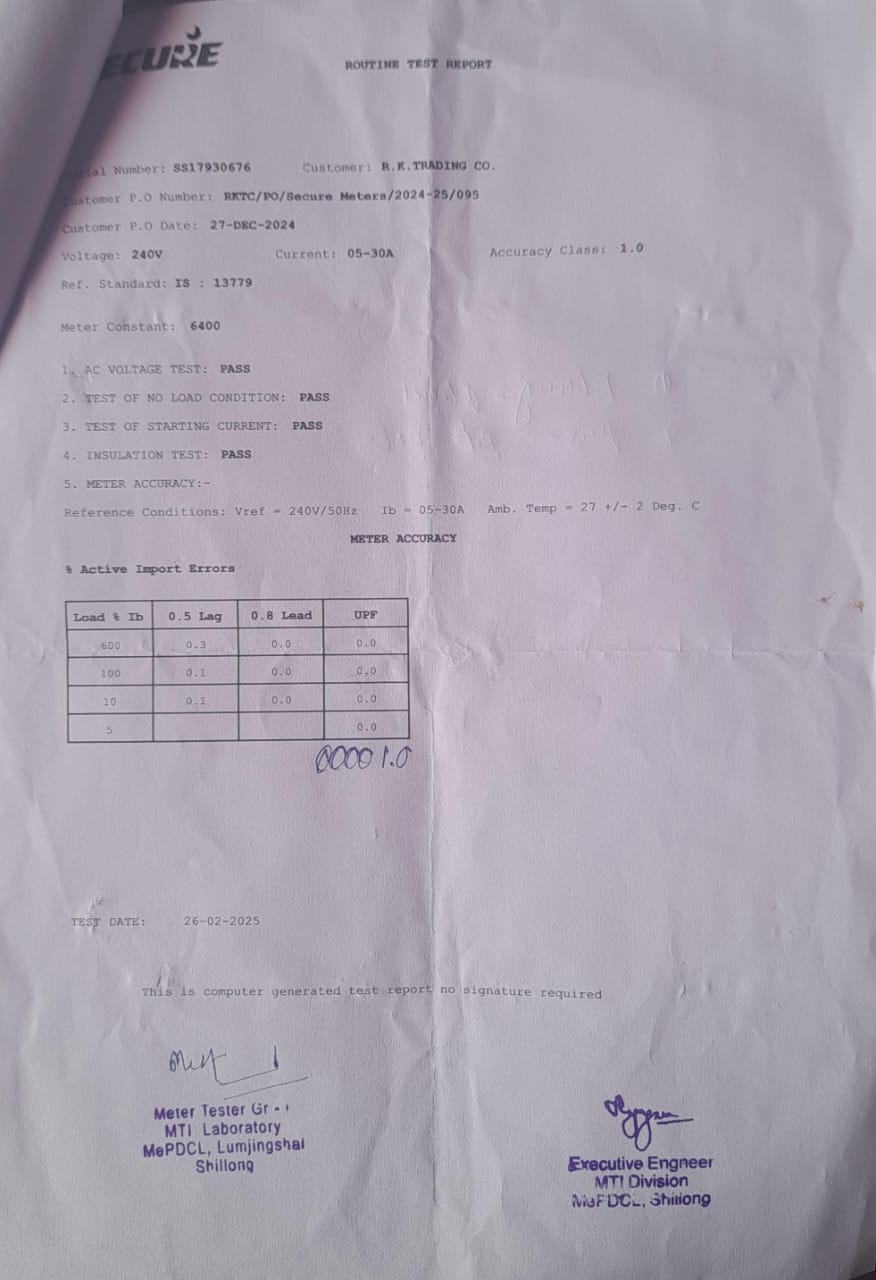 SECURE
ROUTINE TEST REPORT
Serial Number: SS17930676 Customer: R.K.TRADING CO.
Customer P.O Number: RKTC/PO/Secure Meters/2024-25/095
Customer P.O Date: 27-DEC-2024
Voltage: 240V Current: 05-30A Accuracy Class: 1.0
Ref. Standard: IS : 13779
Meter Constant: 6400
1. AC VOLTAGE TEST: PASS
2. TEST OF NO LOAD CONDITION: PASS
3. TEST OF STARTING CURRENT: PASS
4. INSULATION TEST: PASS
5. METER ACCURACY:-
Reference Conditions: Vref = 240V/50Hz Ib = 05-30A Amb. Temp = 27 +/- 2 Deg. C
METER ACCURACY
% Active Import Errors
Load % Ib 0.5 Lag 0.8 Lead UPF
600 0.3 0.0 0.0
100 0.1 0.0 0.0
10 0.1 0.0 0.0
5 0.0
00001.0
TEST DATE: 26-02-2025
This is computer generated test report no signature required
Meter Tester Gr - I
MTI Laboratory
MePDCL, Lumjingshai
Shillong
Executive Engneer
MTI Division
MePDCL, Shillong